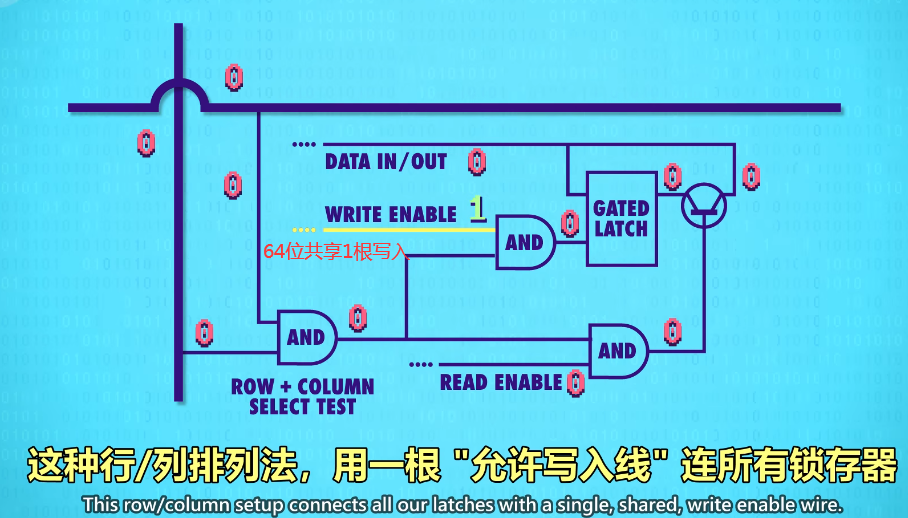 0
0
DATA IN/OUT 0
0
0
0
WRITE ENABLE 1
GATED
LATCH
0
AND
64位共享1根写入
0
0
AND
0
AND
READ ENABLE 0
ROW + COLUMN
SELECT TEST
这种行/列排列法，用一根 "允许写入线" 连所有锁存器
This row/column setup connects all our latches with a single, shared, write enable wire.